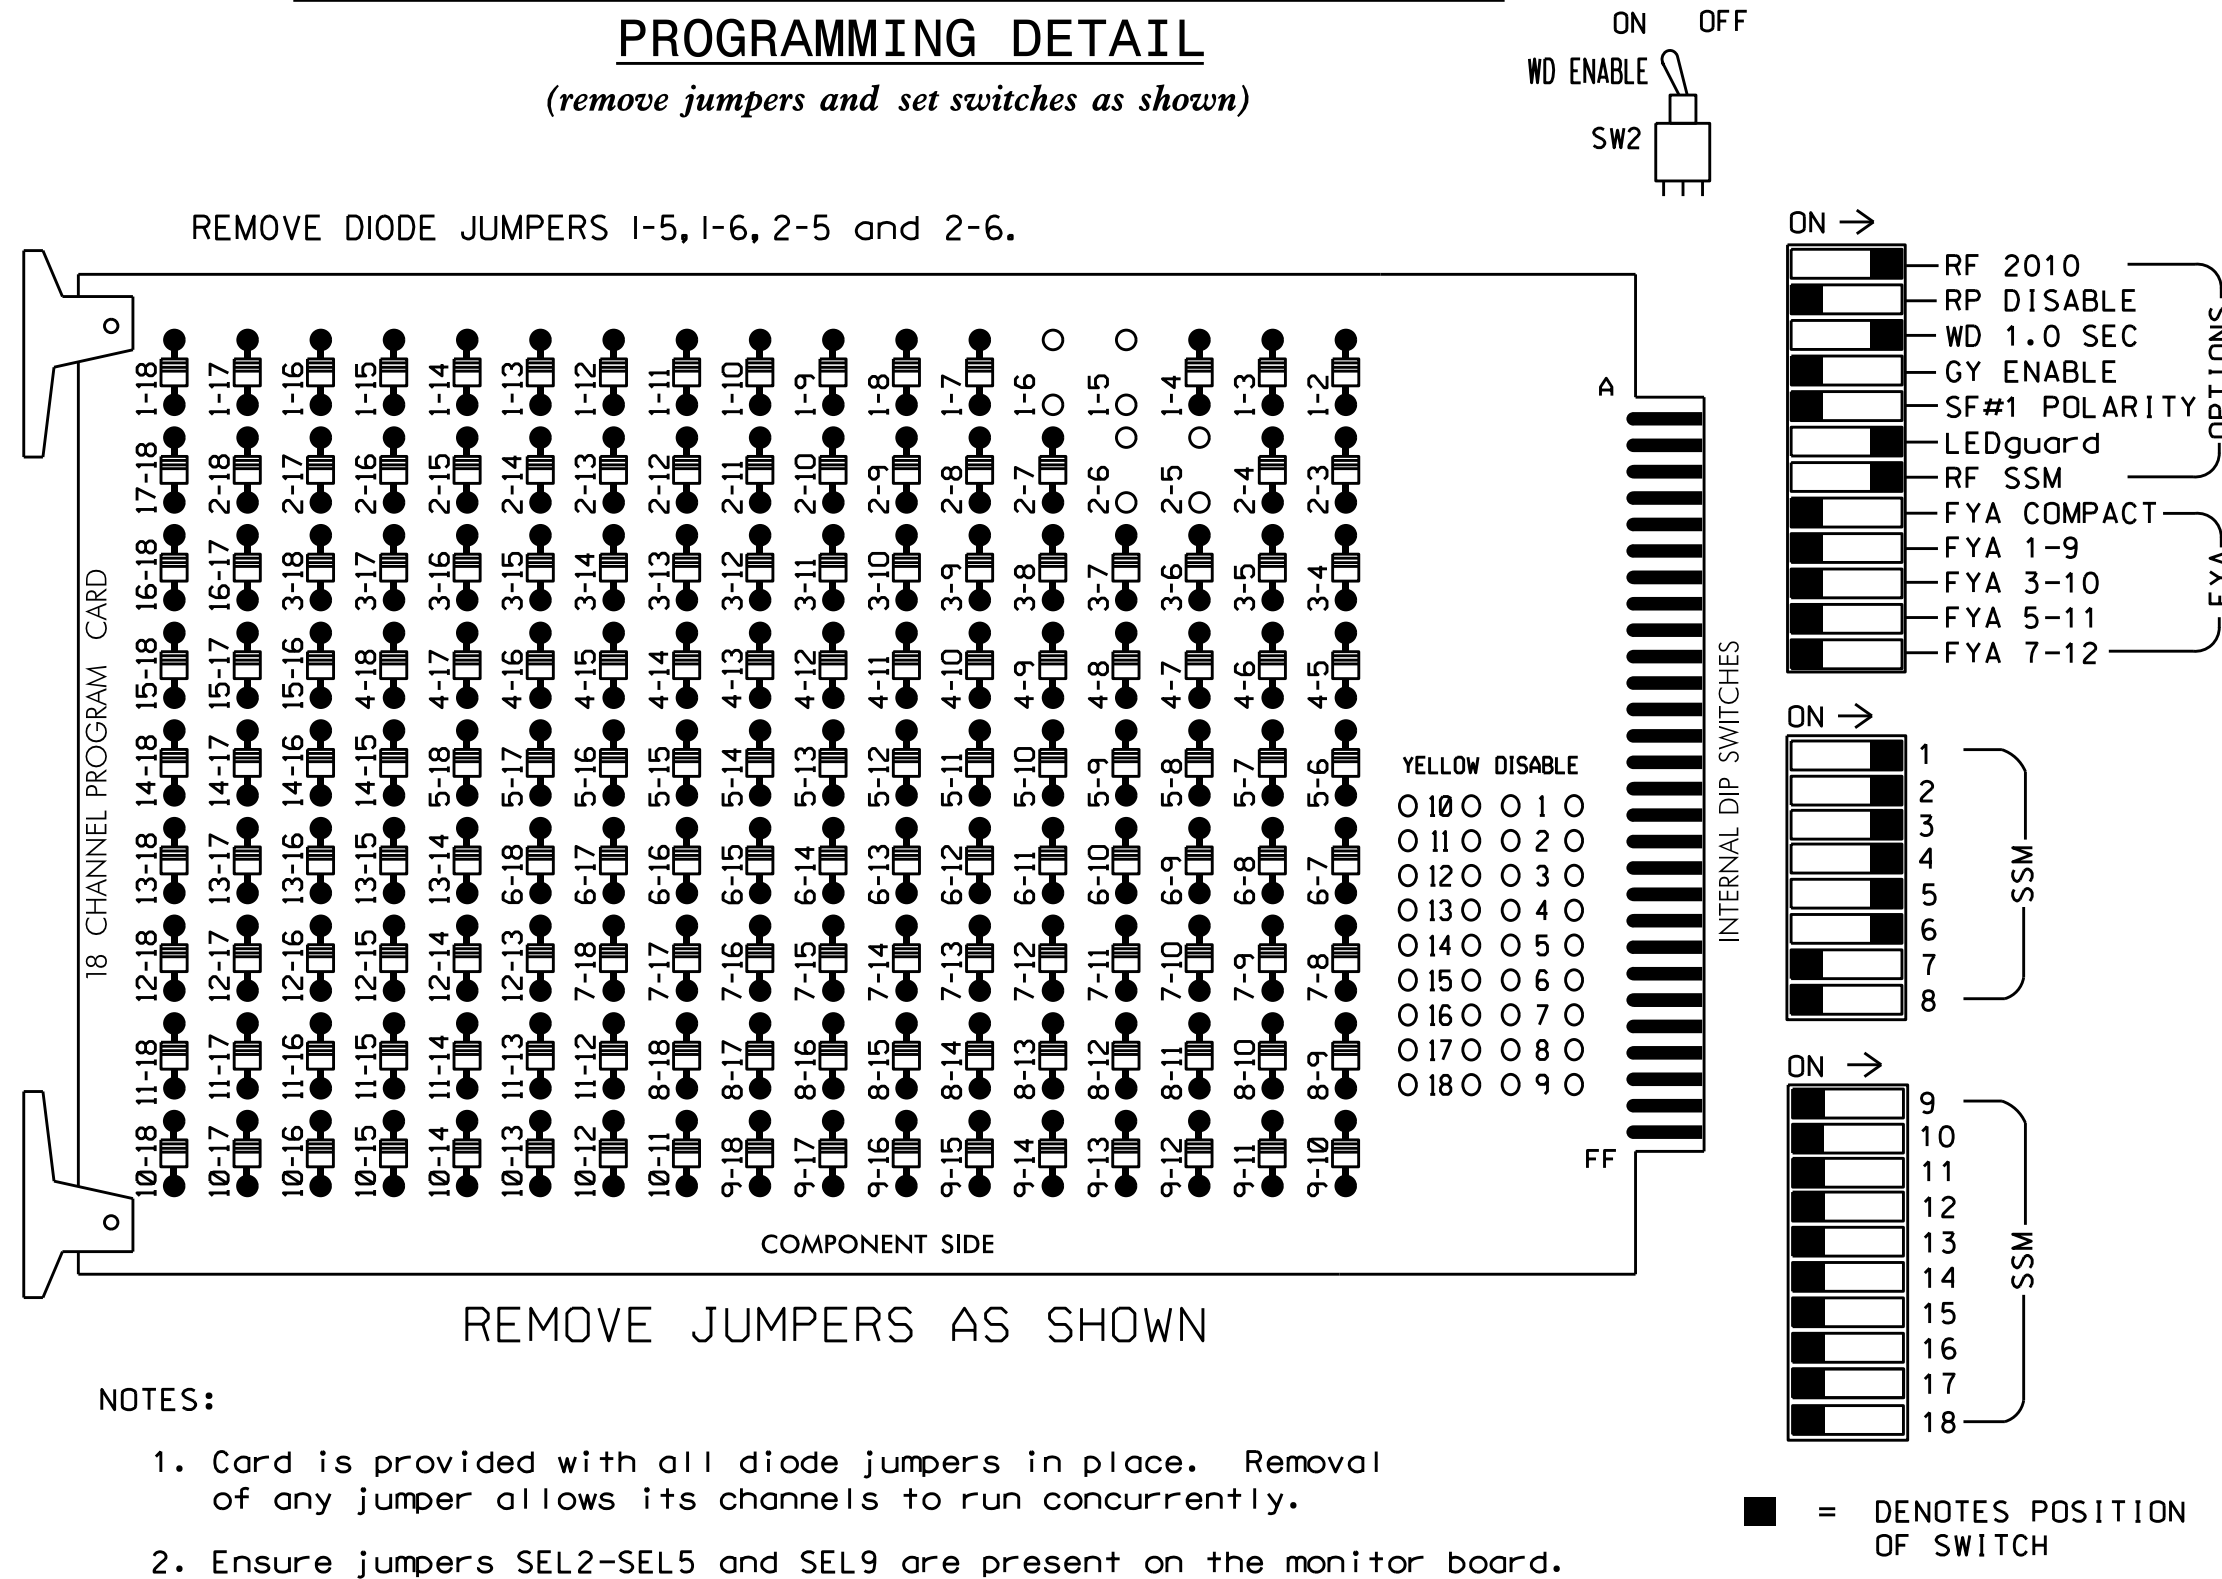 PROGRAMMING DETAIL
(remove jumpers and set switches as shown)
ON OFF
WD ENABLE
SW2
REMOVE DIODE JUMPERS 1-5, 1-6, 2-5 and 2-6.
18 CHANNEL PROGRAM CARD
1-18 1-17 1-16 1-15 1-14 1-13 1-12 1-11 1-10 1-9 1-8 1-7 1-6 1-5 1-4 1-3 1-2
17-18 2-18 2-17 2-16 2-15 2-14 2-13 2-12 2-11 2-10 2-9 2-8 2-7 2-6 2-5 2-4 2-3
16-18 16-17 3-18 3-17 3-16 3-15 3-14 3-13 3-12 3-11 3-10 3-9 3-8 3-7 3-6 3-5 3-4
15-18 15-17 15-16 4-18 4-17 4-16 4-15 4-14 4-13 4-12 4-11 4-10 4-9 4-8 4-7 4-6 4-5
14-18 14-17 14-16 14-15 5-18 5-17 5-16 5-15 5-14 5-13 5-12 5-11 5-10 5-9 5-8 5-7 5-6
13-18 13-17 13-16 13-15 13-14 6-18 6-17 6-16 6-15 6-14 6-13 6-12 6-11 6-10 6-9 6-8 6-7
12-18 12-17 12-16 12-15 12-14 12-13 7-18 7-17 7-16 7-15 7-14 7-13 7-12 7-11 7-10 7-9 7-8
11-18 11-17 11-16 11-15 11-14 11-13 11-12 8-18 8-17 8-16 8-15 8-14 8-13 8-12 8-11 8-10 8-9
10-18 10-17 10-16 10-15 10-14 10-13 10-12 10-11 9-18 9-17 9-16 9-15 9-14 9-13 9-12 9-11 9-10
A
YELLOW DISABLE
10 1
11 2
12 3
13 4
14 5
15 6
16 7
17 8
18 9
FF
COMPONENT SIDE
INTERNAL DIP SWITCHES
ON
RF 2010
RP DISABLE
WD 1.0 SEC
GY ENABLE
SF#1 POLARITY
LEDguard
RF SSM
OPTIONS
FYA COMPACT
FYA 1-9
FYA 3-10
FYA 5-11
FYA 7-12
FYA
ON
1
2
3
4
5
6
7
8
SSM
ON
9
10
11
12
13
14
15
16
17
18
SSM
REMOVE JUMPERS AS SHOWN
NOTES:
1. Card is provided with all diode jumpers in place. Removal
of any jumper allows its channels to run concurrently.
2. Ensure jumpers SEL2-SEL5 and SEL9 are present on the monitor board.
= DENOTES POSITION
OF SWITCH